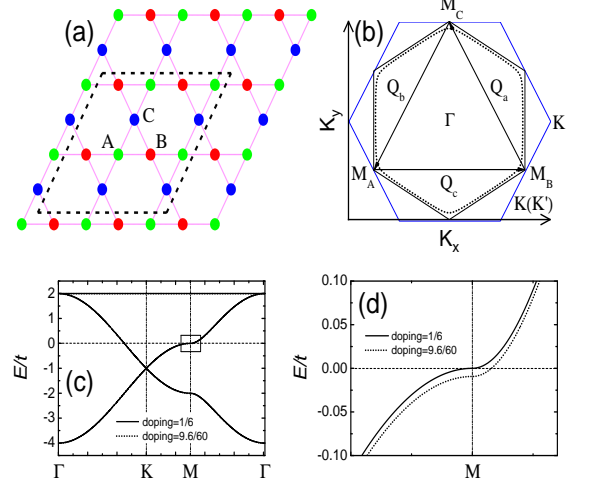 (a)
A
B
C
(b)
M_C
Q_b
Q_a
Γ
K
M_A
M_B
Q_c
K(K')
K_y
K_x
2
1
0
-1
-2
-3
-4
E/t
(c)
doping=1/6
doping=9.6/60
Γ
K
M
Γ
0.10
0.05
0.00
-0.05
-0.10
E/t
(d)
doping=1/6
doping=9.6/60
M